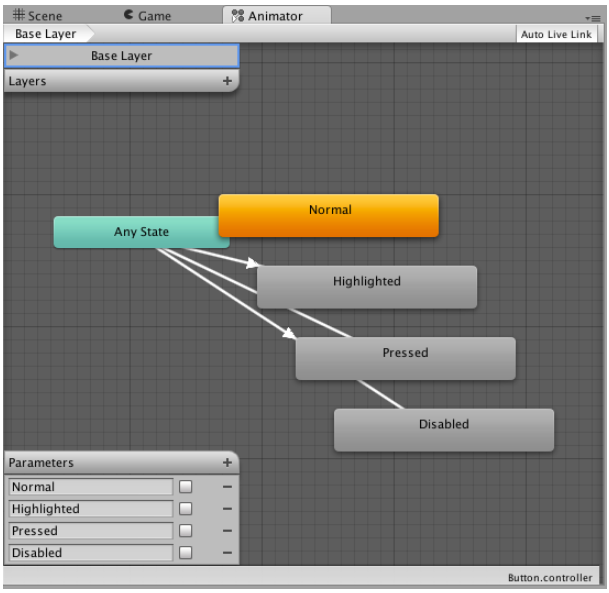 Scene
Game
Animator
Base Layer
Auto Live Link
Base Layer
Layers
Normal
Any State
Highlighted
Pressed
Disabled
Parameters
Normal
Highlighted
Pressed
Disabled
Button.controller